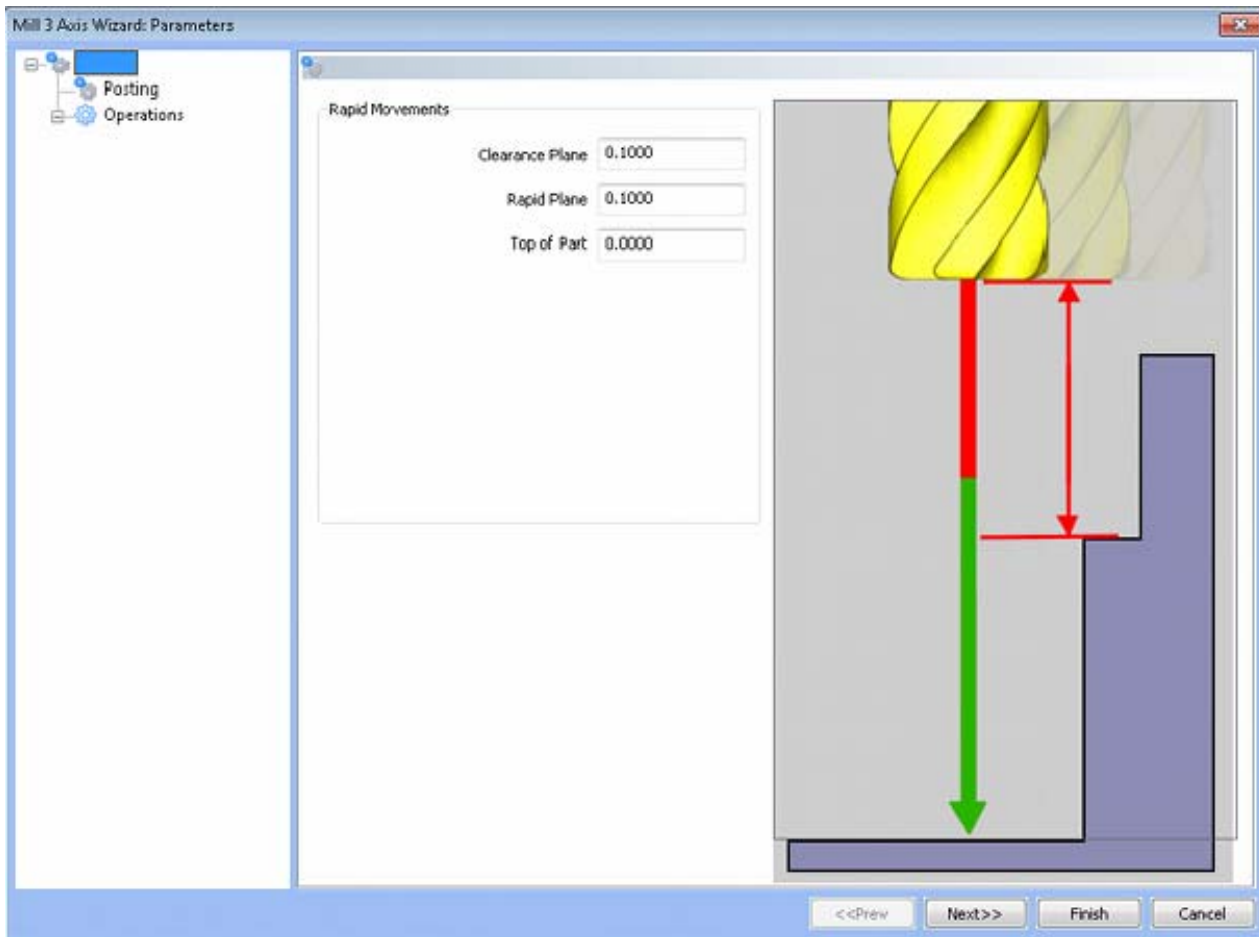 Mill 3 Axis Wizard: Parameters
Posting
Operations
Rapid Movements
Clearance Plane 0.1000
Rapid Plane 0.1000
Top of Part 0.0000
<<Prev Next>> Finish Cancel